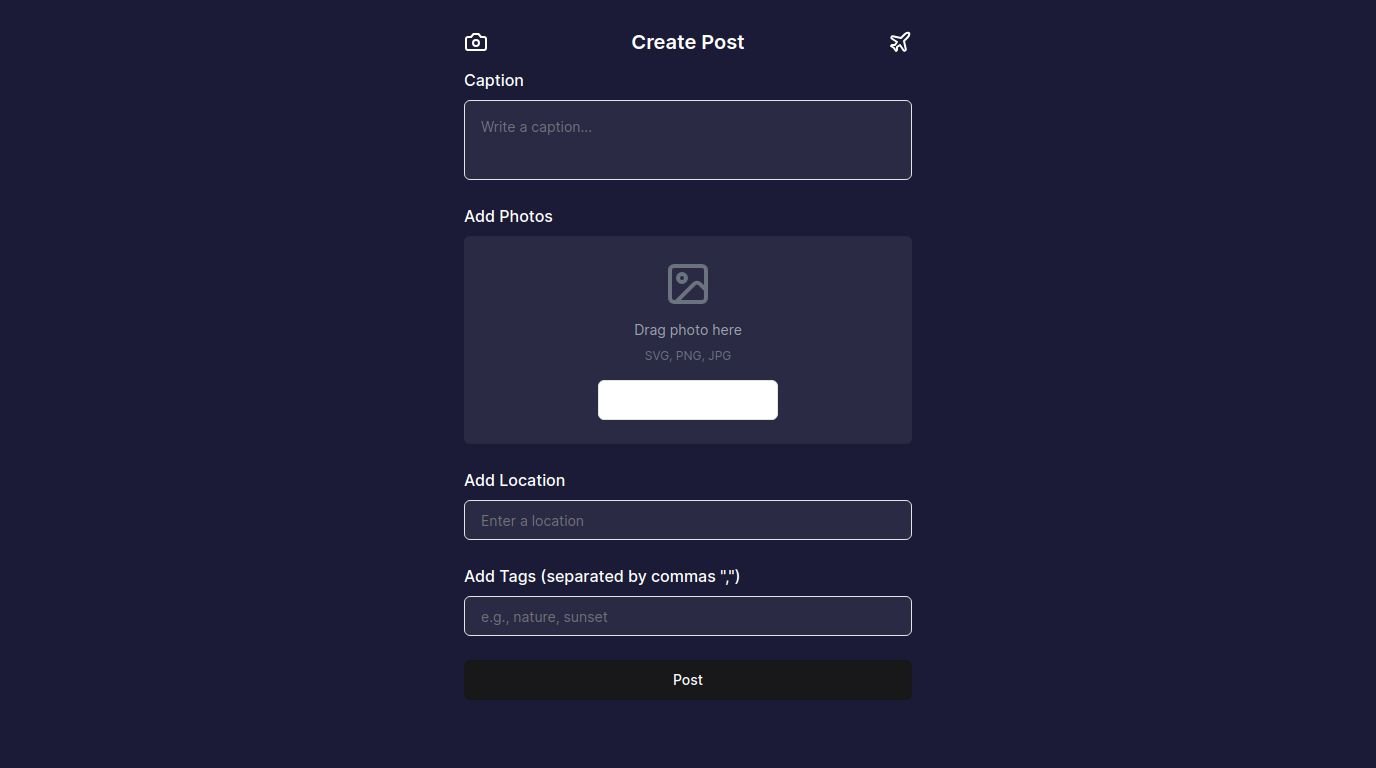 Create Post
Caption
Write a caption...
Add Photos
Drag photo here
SVG, PNG, JPG
Add Location
Enter a location
Add Tags (separated by commas ",")
e.g., nature, sunset
Post